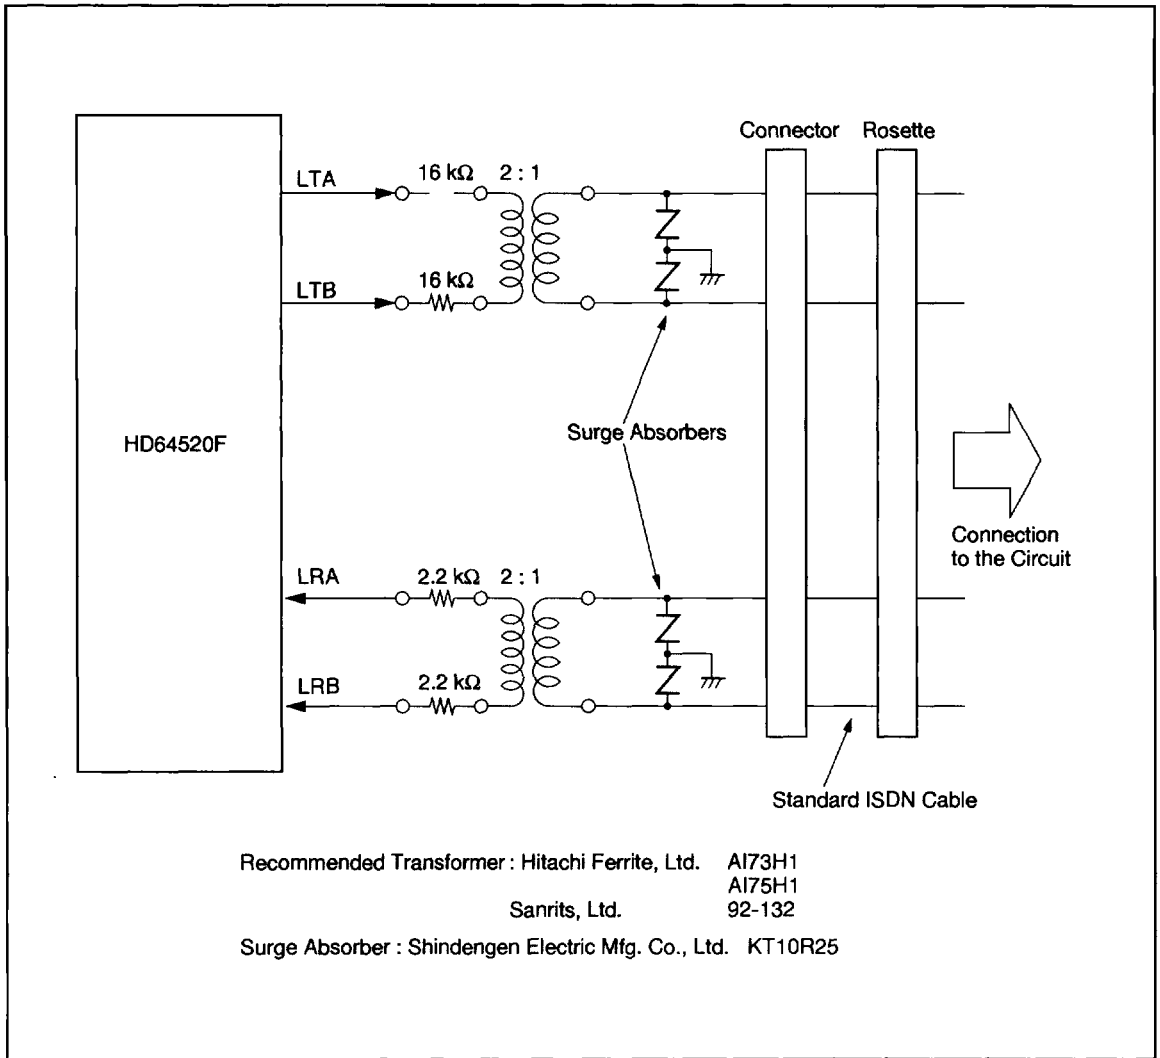 Connector Rosette
LTA 16 kΩ 2 : 1
LTB 16 kΩ
HD64520F
Surge Absorbers
Connection
to the Circuit
LRA 2.2 kΩ 2 : 1
LRB 2.2 kΩ
Standard ISDN Cable
Recommended Transformer : Hitachi Ferrite, Ltd. AI73H1
AI75H1
Sanrits, Ltd. 92-132
Surge Absorber : Shindengen Electric Mfg. Co., Ltd. KT10R25